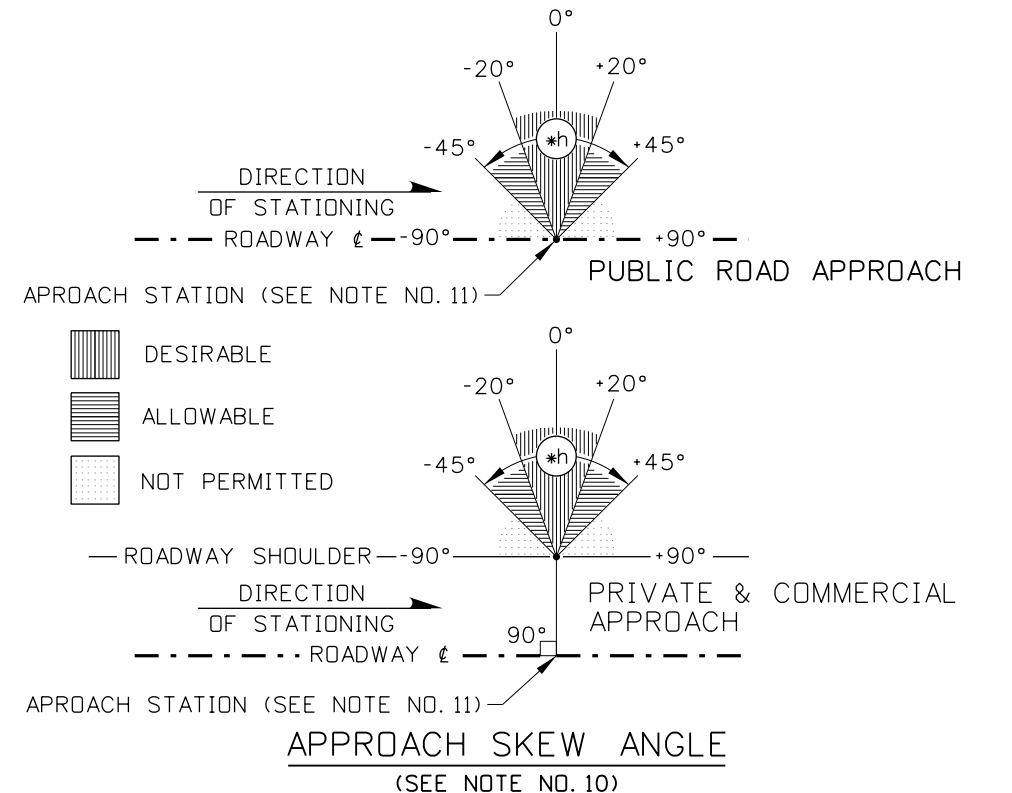 0°
-20°
+20°
*h
-45°
+45°
DIRECTION
OF STATIONING
ROADWAY ℄
-90°
+90°
PUBLIC ROAD APPROACH
APROACH STATION (SEE NOTE NO. 11)
DESIRABLE
ALLOWABLE
NOT PERMITTED
0°
-20°
+20°
*h
-45°
+45°
ROADWAY SHOULDER
-90°
+90°
DIRECTION
OF STATIONING
PRIVATE & COMMERCIAL
APPROACH
90°
ROADWAY ℄
APROACH STATION (SEE NOTE NO. 11)
APPROACH SKEW ANGLE
(SEE NOTE NO. 10)